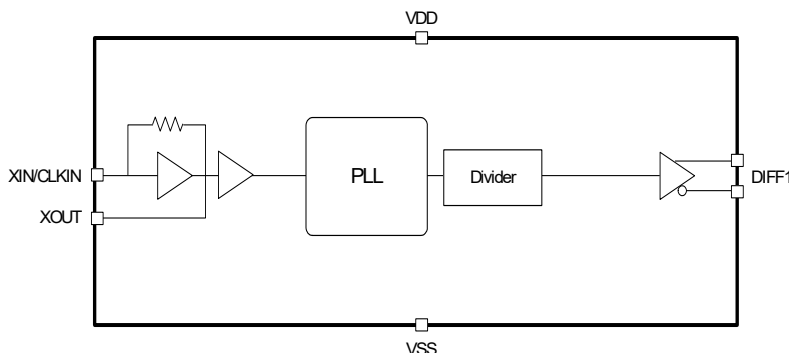 VDD
XIN/CLKIN
PLL
Divider
DIFF1
XOUT
VSS